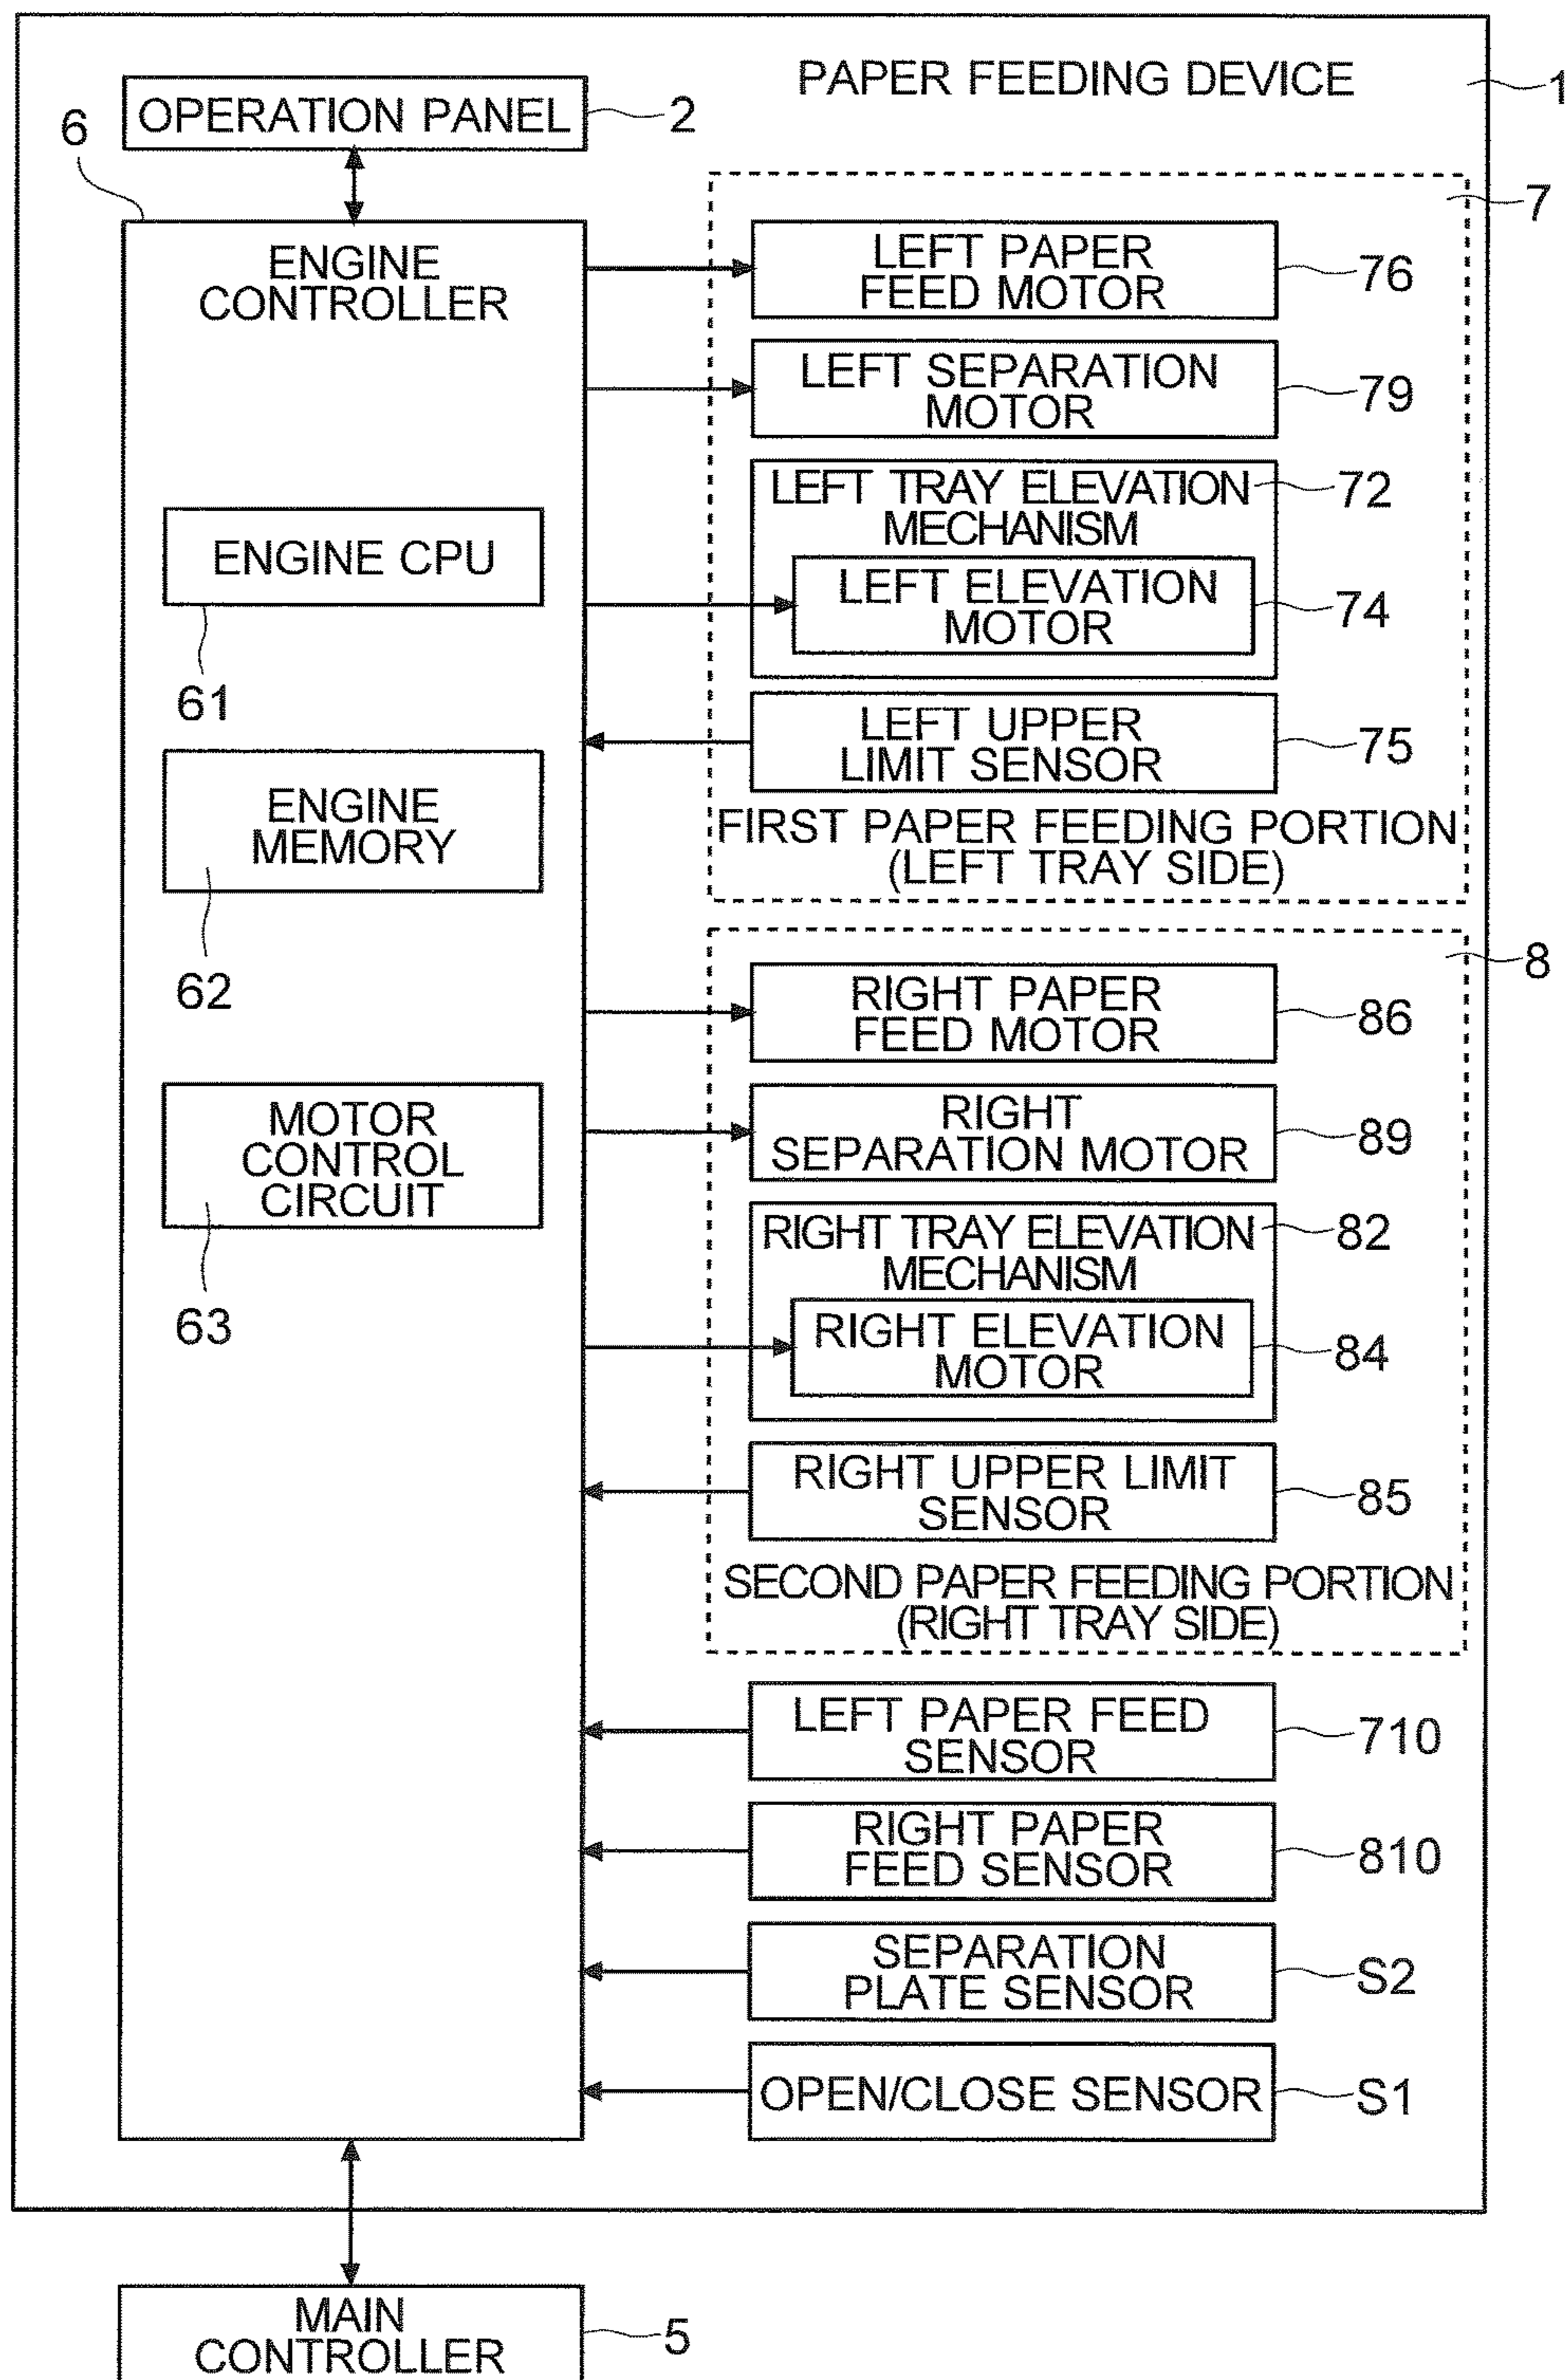 PAPER FEEDING DEVICE
1
OPERATION PANEL
2
6
ENGINE
CONTROLLER
ENGINE CPU
61
ENGINE
MEMORY
62
MOTOR
CONTROL
CIRCUIT
63
7
LEFT PAPER
FEED MOTOR
76
LEFT SEPARATION
MOTOR
79
LEFT TRAY ELEVATION
MECHANISM
72
LEFT ELEVATION
MOTOR
74
LEFT UPPER
LIMIT SENSOR
75
FIRST PAPER FEEDING PORTION
(LEFT TRAY SIDE)
8
RIGHT PAPER
FEED MOTOR
86
RIGHT
SEPARATION MOTOR
89
RIGHT TRAY ELEVATION
MECHANISM
82
RIGHT ELEVATION
MOTOR
84
RIGHT UPPER LIMIT
SENSOR
85
SECOND PAPER FEEDING PORTION
(RIGHT TRAY SIDE)
LEFT PAPER FEED
SENSOR
710
RIGHT PAPER
FEED SENSOR
810
SEPARATION
PLATE SENSOR
S2
OPEN/CLOSE SENSOR
S1
MAIN
CONTROLLER
5